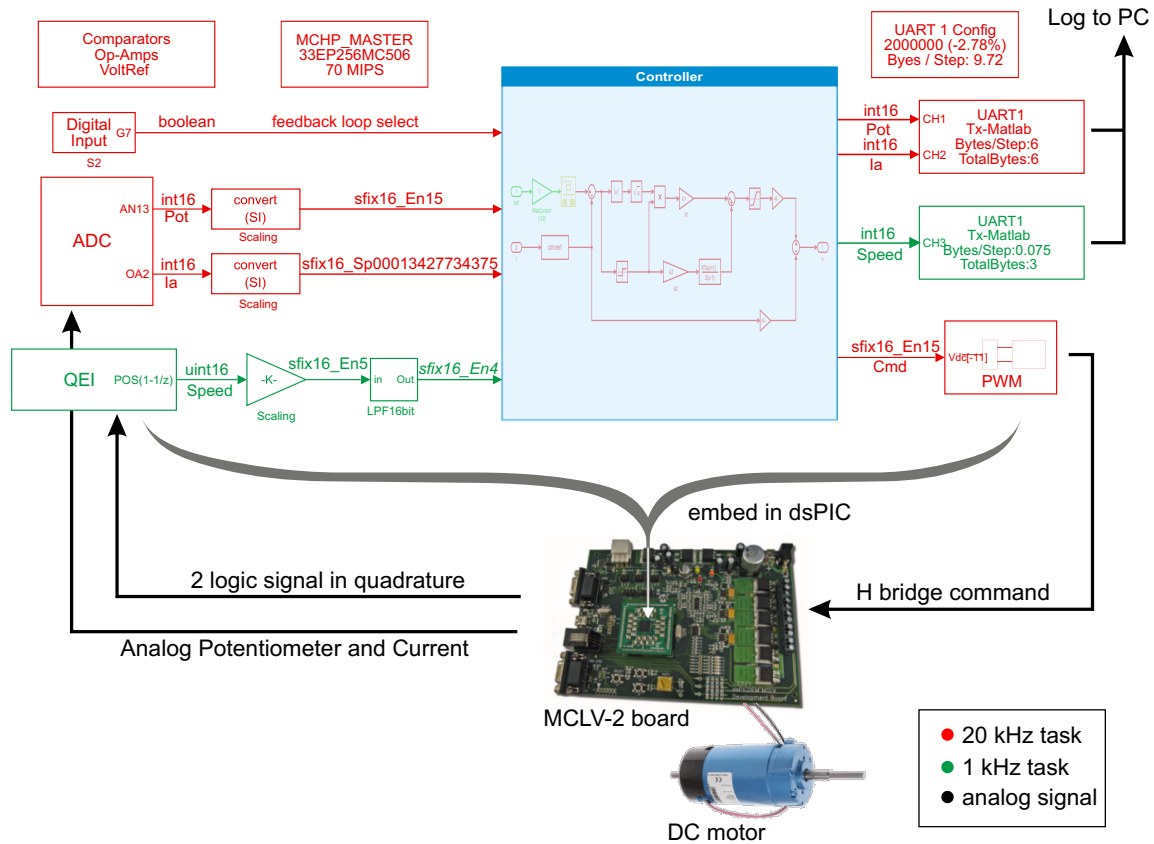 Log to PC
Comparators
Op-Amps
VoltRef
MCHP_MASTER
33EP256MC506
70 MIPS
UART 1 Config
2000000 (-2.78%)
Byes / Step: 9.72
Controller
Digital
Input
G7
S2
boolean
feedback loop select
int16
Pot
int16
Ia
CH1
CH2
UART1
Tx-Matlab
Bytes/Step:6
TotalBytes:6
ADC
AN13
OA2
int16
Pot
convert
(SI)
Scaling
sfix16_En15
int16
Ia
convert
(SI)
Scaling
sfix16_Sp00013427734375
convert
int16
Speed
CH3
UART1
Tx-Matlab
Bytes/Step:0.075
TotalBytes:3
QEI
POS(1-1/z)
uint16
Speed
-K-
Scaling
sfix16_En5
in
Out
LPF16bit
sfix16_En4
sfix16_En15
Cmd
Vdc[-11]
PWM
embed in dsPIC
2 logic signal in quadrature
H bridge command
Analog Potentiometer and Current
Development Board
MCLV-2 board
DC motor
20 kHz task
1 kHz task
analog signal